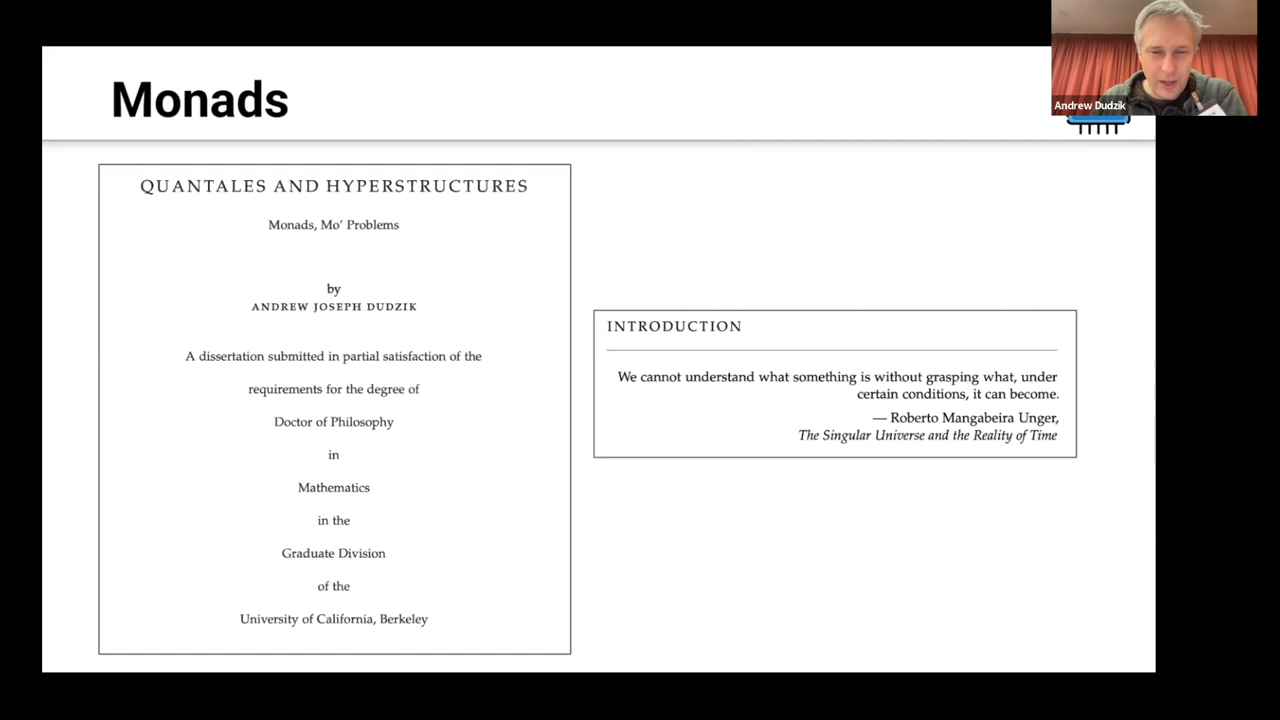 Monads
Andrew Dudzik
QUANTALES AND HYPERSTRUCTURES
Monads, Mo’ Problems
by
ANDREW JOSEPH DUDZIK
A dissertation submitted in partial satisfaction of the
requirements for the degree of
Doctor of Philosophy
in
Mathematics
in the
Graduate Division
of the
University of California, Berkeley
INTRODUCTION
We cannot understand what something is without grasping what, under
certain conditions, it can become.
— Roberto Mangabeira Unger,
The Singular Universe and the Reality of Time